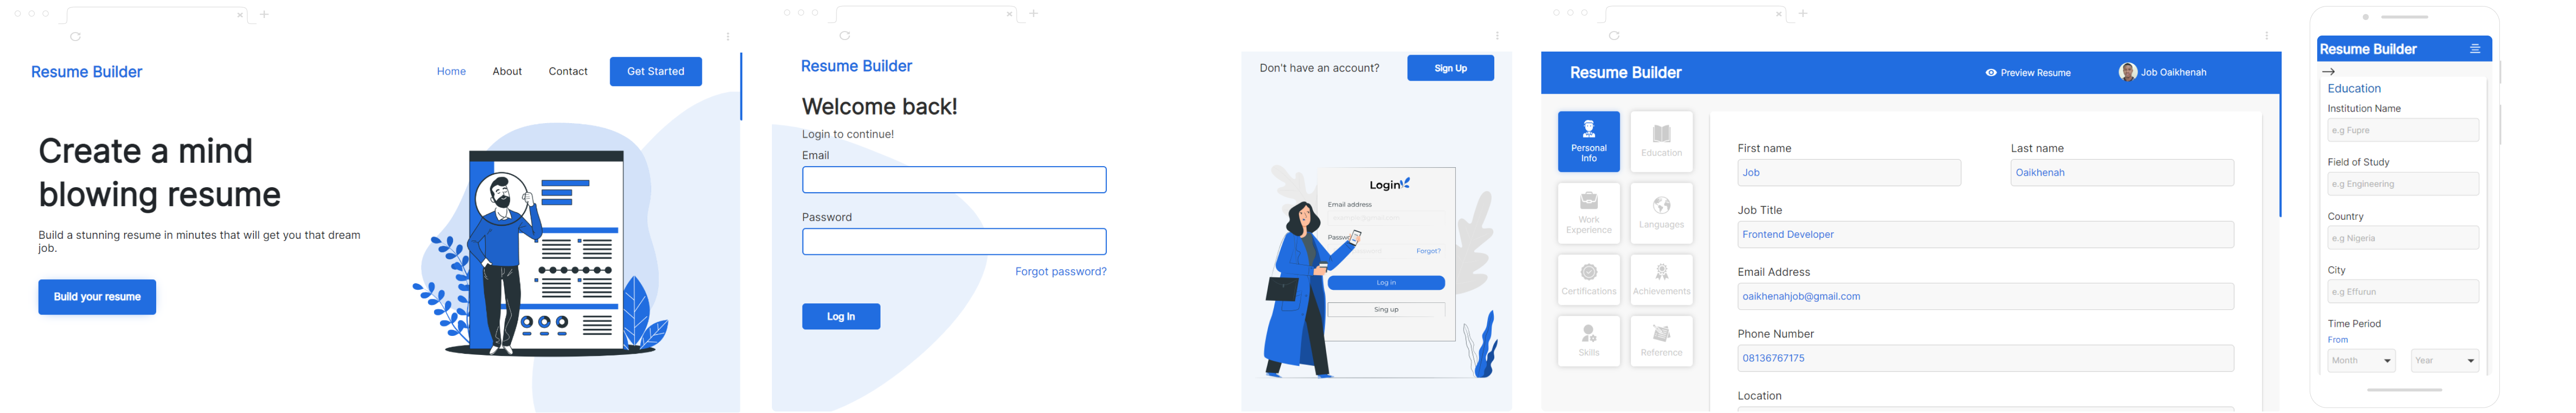 Resume Builder
Home About Contact Get Started
Create a mind
blowing resume
Build a stunning resume in minutes that will get you that dream
job.
Build your resume
Resume Builder
Welcome back!
Login to continue!
Email
Password
Forgot password?
Log In
Don't have an account? Sign Up
Login
Email address
Forgot?
Log in
Sing up
Resume Builder
Preview Resume Job Oaikhenah
Personal
Info
Education
Work
Experience
Languages
Certifications
Achievements
Skills
Reference
First name
Job
Last name
Oaikhenah
Job Title
Frontend Developer
Email Address
oaikhenahjob@gmail.com
Phone Number
08136767175
Location
Resume Builder
Education
Institution Name
e.g Fupre
Field of Study
e.g Engineering
Country
e.g Nigeria
City
e.g Effurun
Time Period
From
Month Year